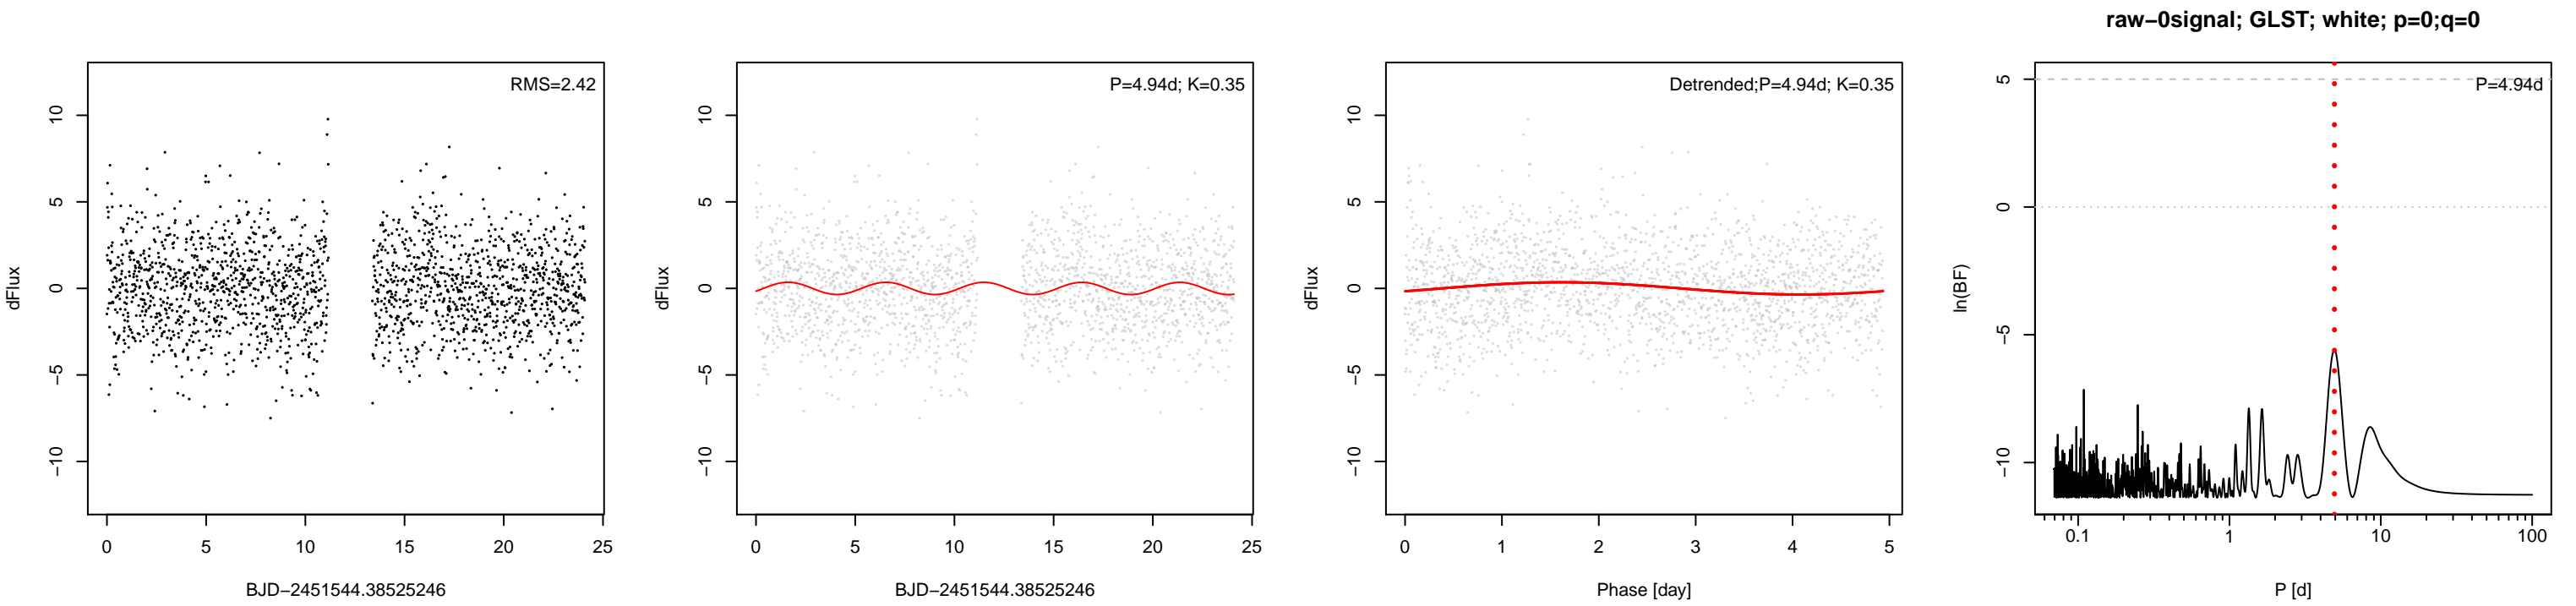 raw−0signal; GLST; white; p=0;q=0
RMS=2.42
10
5
0
−5
−10
dFlux
0 5 10 15 20 25
BJD−2451544.38525246
P=4.94d; K=0.35
10
5
0
−5
−10
dFlux
0 5 10 15 20 25
BJD−2451544.38525246
Detrended;P=4.94d; K=0.35
10
5
0
−5
−10
dFlux
0 1 2 3 4 5
Phase [day]
P=4.94d
5
0
−5
−10
ln(BF)
0.1 1 10 100
P [d]